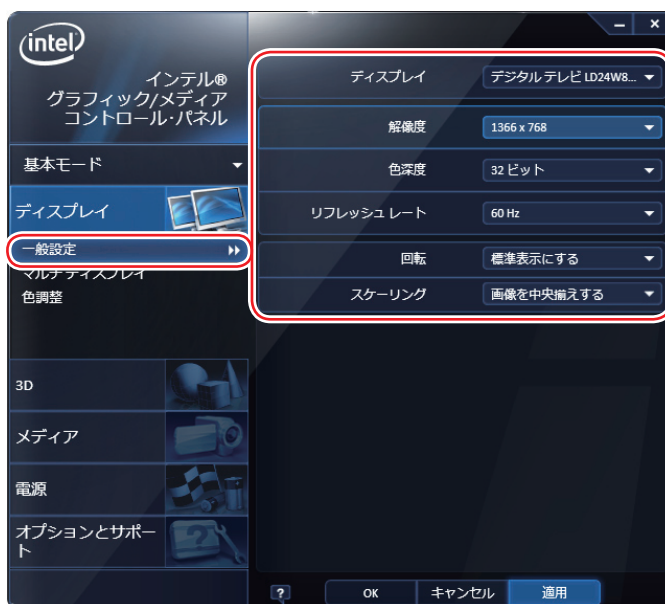 intel
インテル®
グラフィック/メディア
コントロール・パネル
基本モード
ディスプレイ
一般設定
マルチディスプレイ
色調整
3D
メディア
電源
オプションとサポー
ト
ディスプレイ デジタル テレビ LD24W8...
解像度 1366 x 768
色深度 32 ビット
リフレッシュ レート 60 Hz
回転 標準表示にする
スケーリング 画像を中央揃えする
? OK キャンセル 適用